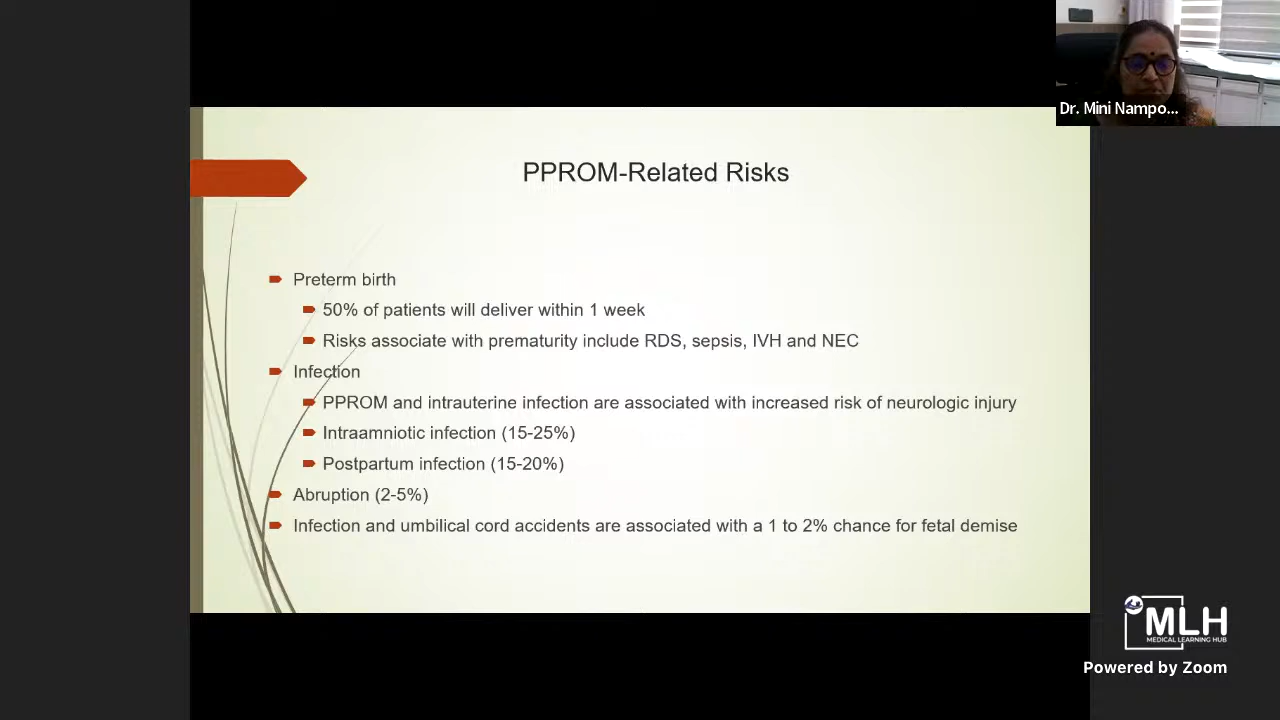 Dr. Mini Nampo...
PPROM-Related Risks
Preterm birth
50% of patients will deliver within 1 week
Risks associate with prematurity include RDS, sepsis, IVH and NEC
Infection
PPROM and intrauterine infection are associated with increased risk of neurologic injury
Intraamniotic infection (15-25%)
Postpartum infection (15-20%)
Abruption (2-5%)
Infection and umbilical cord accidents are associated with a 1 to 2% chance for fetal demise
MLH
MEDICAL LEARNING HUB
Powered by Zoom